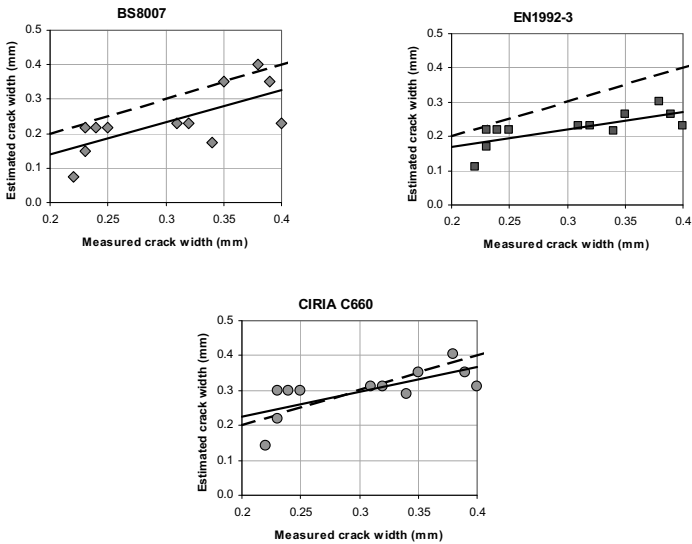 BS8007
0.5
0.4
0.3
0.2
0.1
0.0
Estimated crack width (mm)
0.2 0.25 0.3 0.35 0.4
Measured crack width (mm)
EN1992-3
0.5
0.4
0.3
0.2
0.1
0.0
Estimated crack width (mm)
0.2 0.25 0.3 0.35 0.4
Measured crack width (mm)
CIRIA C660
0.5
0.4
0.3
0.2
0.1
0.0
Estimated crack width (mm)
0.2 0.25 0.3 0.35 0.4
Measured crack width (mm)